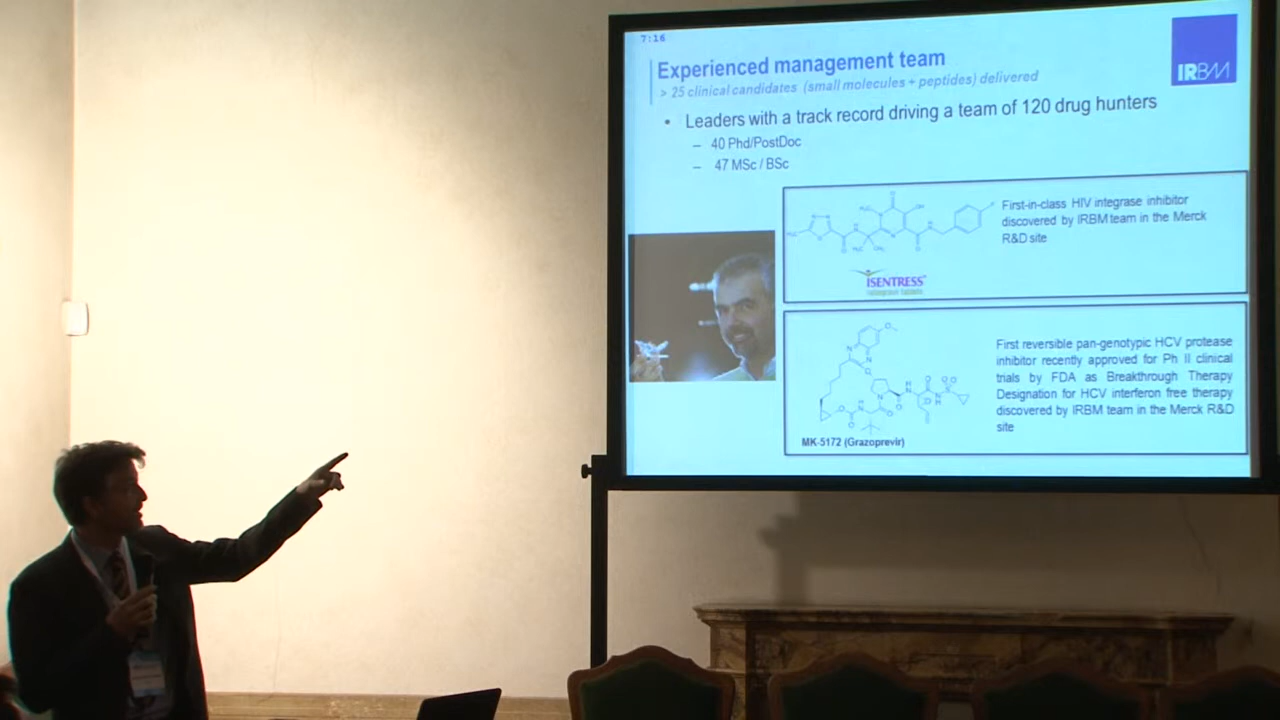 7:16
Experienced management team
> 25 clinical candidates (small molecules + peptides) delivered
IRBM
• Leaders with a track record driving a team of 120 drug hunters
– 40 Phd/PostDoc
– 47 MSc / BSc
First-in-class HIV integrase inhibitor
discovered by IRBM team in the Merck
R&D site
ISENTRESS
First reversible pan-genotypic HCV protease
inhibitor recently approved for Ph II clinical
trials by FDA as Breakthrough Therapy
Designation for HCV interferon free therapy
discovered by IRBM team in the Merck R&D
site
MK-5172 (Grazoprevir)